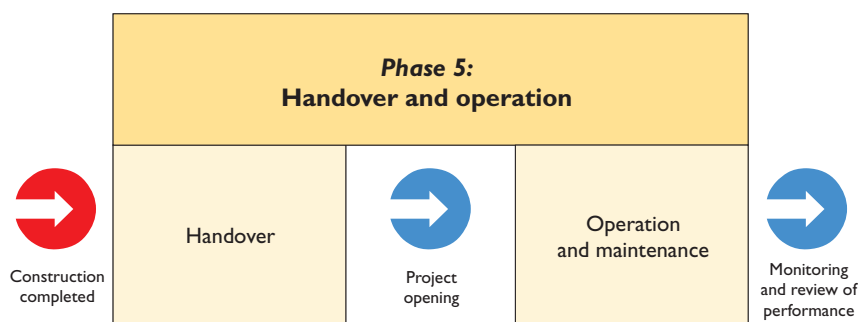 Phase 5:
Handover and operation
Construction
completed
Handover
Project
opening
Operation
and maintenance
Monitoring
and review of
performance